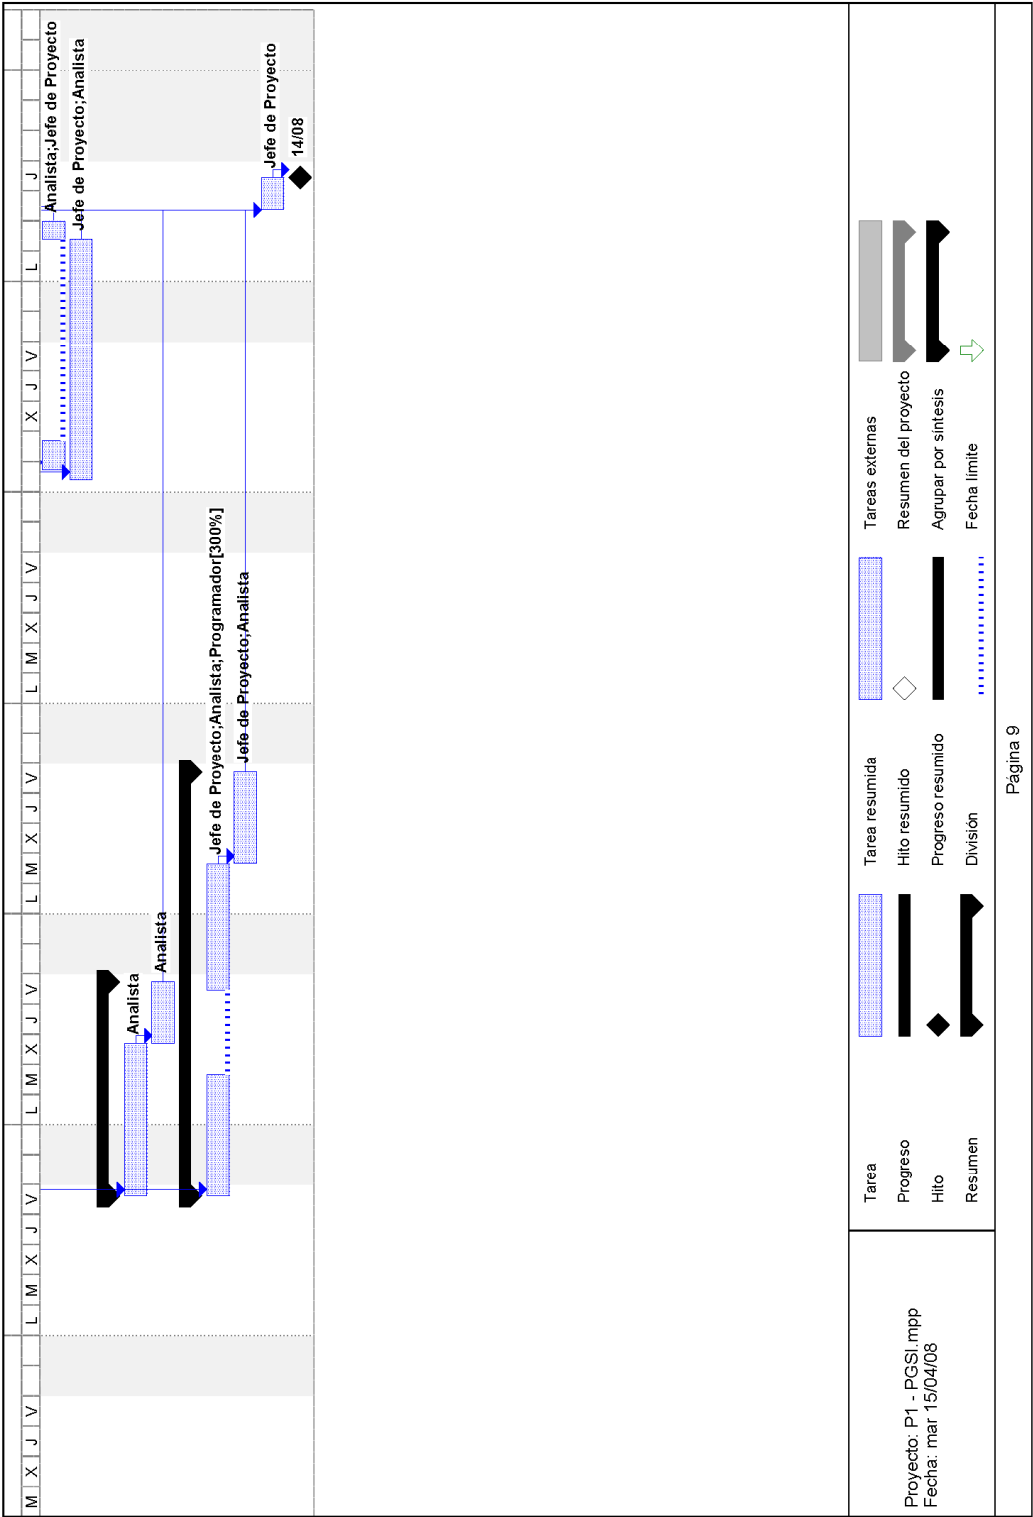 M X J V L M X J V L M X J V L M X J V L M X J V X J V L J
Analista;Jefe de Proyecto
Jefe de Proyecto;Analista
Analista
Analista
Jefe de Proyecto;Analista;Programador[300%]
Jefe de Proyecto;Analista
Jefe de Proyecto
14/08
Proyecto: P1 - PGSI.mpp
Fecha: mar 15/04/08
Tarea Tarea resumida Tareas externas
Progreso Hito resumido Resumen del proyecto
Hito Progreso resumido Agrupar por síntesis
Resumen División Fecha límite
Página 9